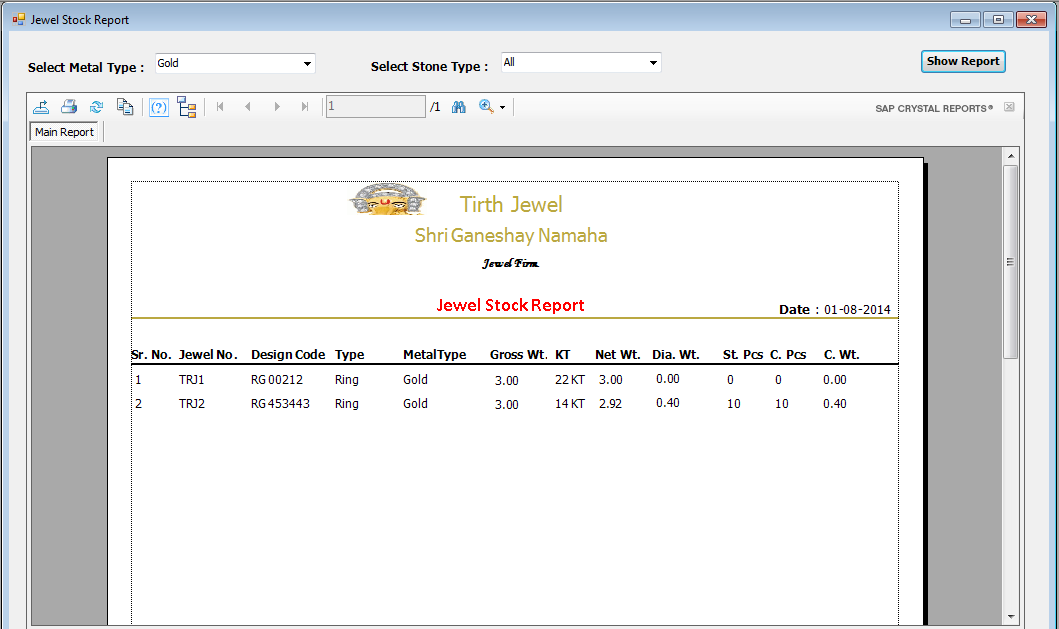 Jewel Stock Report
Select Metal Type : Gold Select Stone Type : All Show Report
1 /1 SAP CRYSTAL REPORTS®
Main Report
Tirth Jewel
Shri Ganeshay Namaha
Jewel Firm
Jewel Stock Report
Date : 01-08-2014
Sr. No. Jewel No. Design Code Type MetalType Gross Wt. KT Net Wt. Dia. Wt. St. Pcs C. Pcs C. Wt.
1 TRJ1 RG 00212 Ring Gold 3.00 22 KT 3.00 0.00 0 0 0.00
2 TRJ2 RG 453443 Ring Gold 3.00 14 KT 2.92 0.40 10 10 0.40